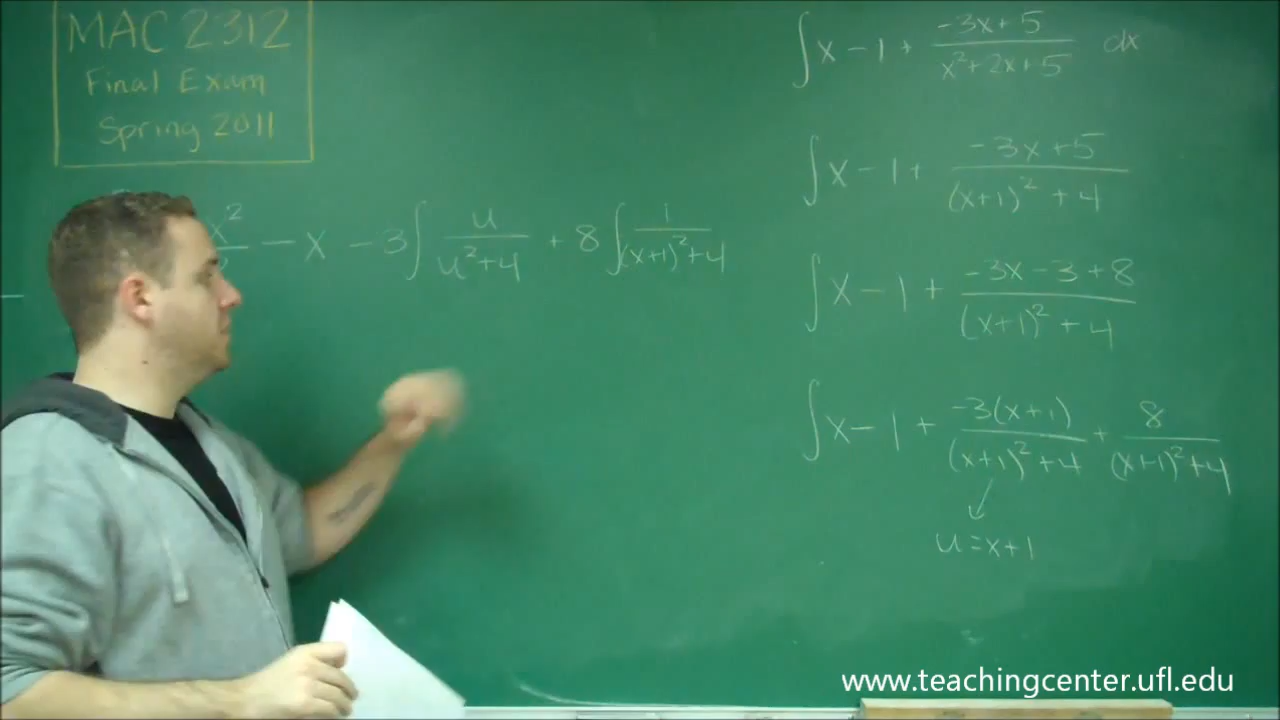 MAC 2312
Final Exam
Spring 2011
x²/2 - x - 3∫ u/(u²+4) + 8∫ 1/((x+1)²+4)
∫ x - 1 + (-3x+5)/(x²+2x+5) dx
∫ x - 1 + (-3x+5)/((x+1)²+4)
∫ x - 1 + (-3x-3+8)/((x+1)²+4)
∫ x - 1 + (-3(x+1))/((x+1)²+4) + 8/((x+1)²+4)
u=x+1
www.teachingcenter.ufl.edu